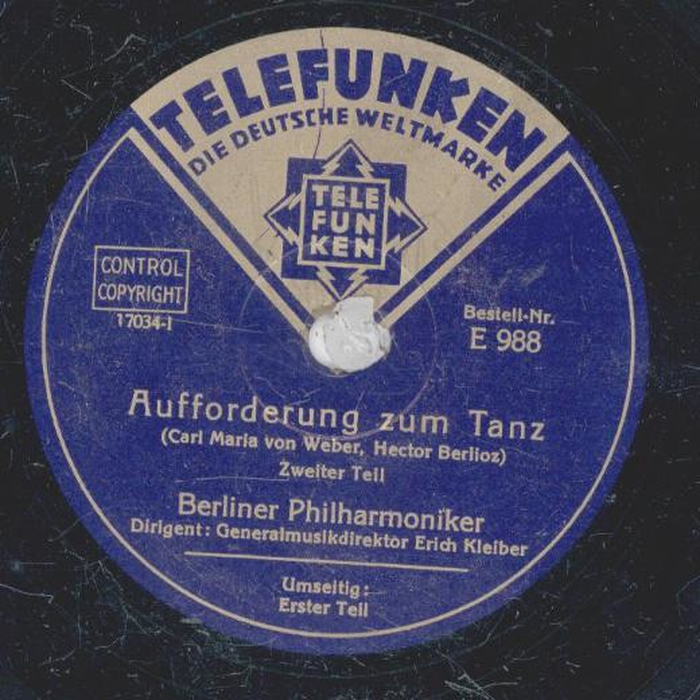 TELEFUNKEN
DIE DEUTSCHE WELTMARKE
TELE
FUN
KEN
CONTROL
COPYRIGHT
17034-I
Bestell-Nr.
E 988
Aufforderung zum Tanz
(Carl Maria von Weber, Hector Berlioz)
Zweiter Teil
Berliner Philharmoniker
Dirigent: Generalmusikdirektor Erich Kleiber
Umseitig:
Erster Teil